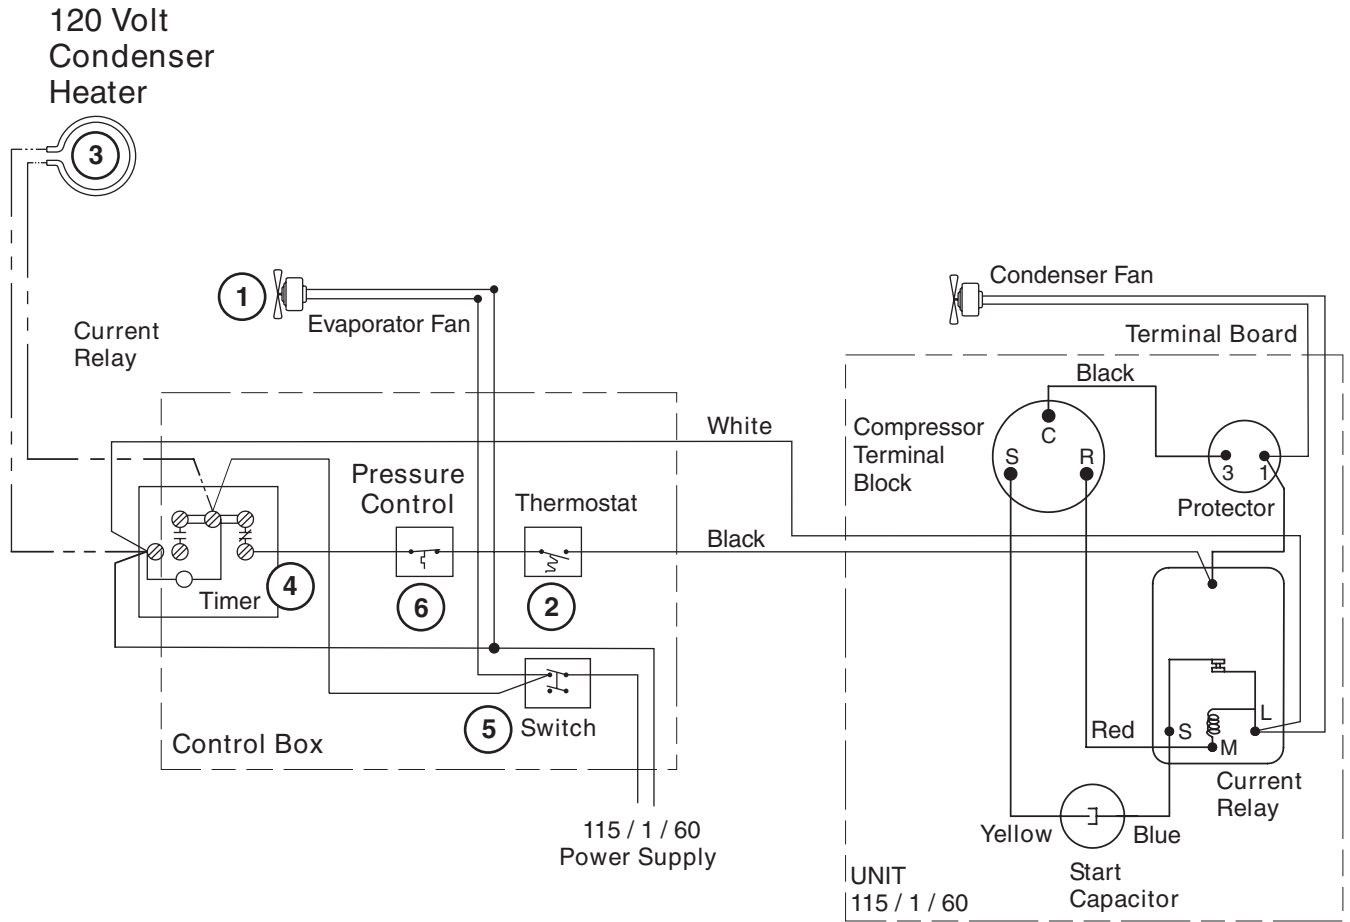 120 Volt
Condenser
Heater
3
1
Evaporator Fan
Current
Relay
Condenser Fan
Terminal Board
Black
White
Compressor
Terminal
Block
C
S
R
3
1
Protector
Pressure
Control
Thermostat
Black
Timer
4
6
2
5
Switch
Control Box
115 / 1 / 60
Power Supply
Red
S
L
M
Current
Relay
Yellow
Blue
Start
Capacitor
UNIT
115 / 1 / 60